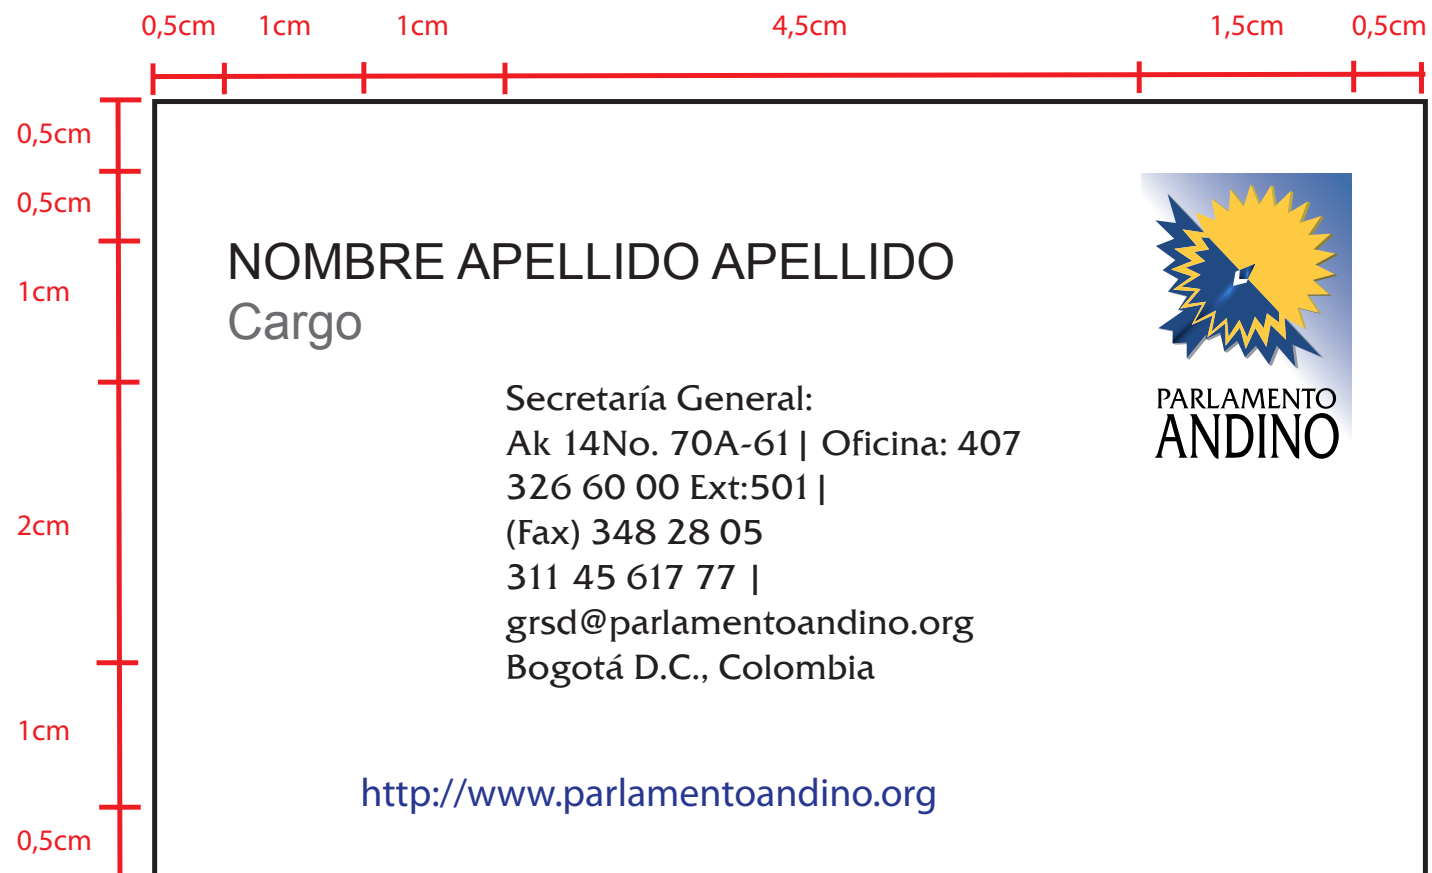 0,5cm 1cm 1cm 4,5cm 1,5cm 0,5cm
0,5cm
0,5cm
1cm
2cm
1cm
0,5cm
NOMBRE APELLIDO APELLIDO
Cargo
PARLAMENTO
ANDINO
Secretaría General:
Ak 14No. 70A-61| Oficina: 407
326 60 00 Ext:501|
(Fax) 348 28 05
311 45 617 77 |
grsd@parlamentoandino.org
Bogotá D.C., Colombia
http://www.parlamentoandino.org